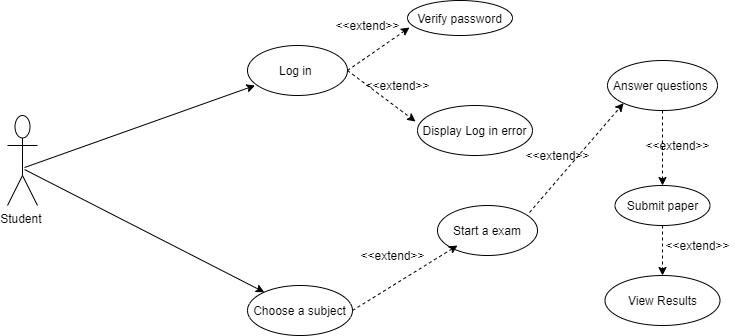 Verify password
<<extend>>
Log in
<<extend>>
Answer questions
Display Log in error
<<extend>>
<<extend>>
Student
Submit paper
Start a exam
<<extend>>
<<extend>>
View Results
Choose a subject